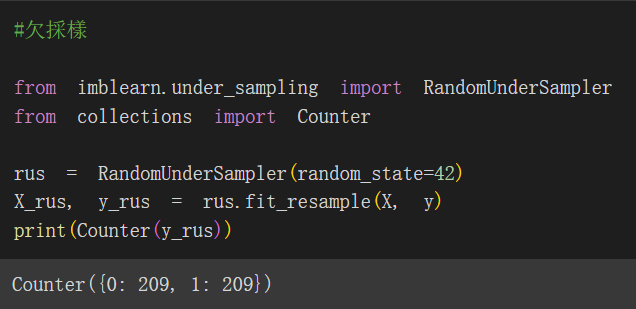 #欠採樣
from imblearn.under_sampling import RandomUnderSampler
from collections import Counter
rus = RandomUnderSampler(random_state=42)
X_rus, y_rus = rus.fit_resample(X, y)
print(Counter(y_rus))
Counter({0: 209, 1: 209})